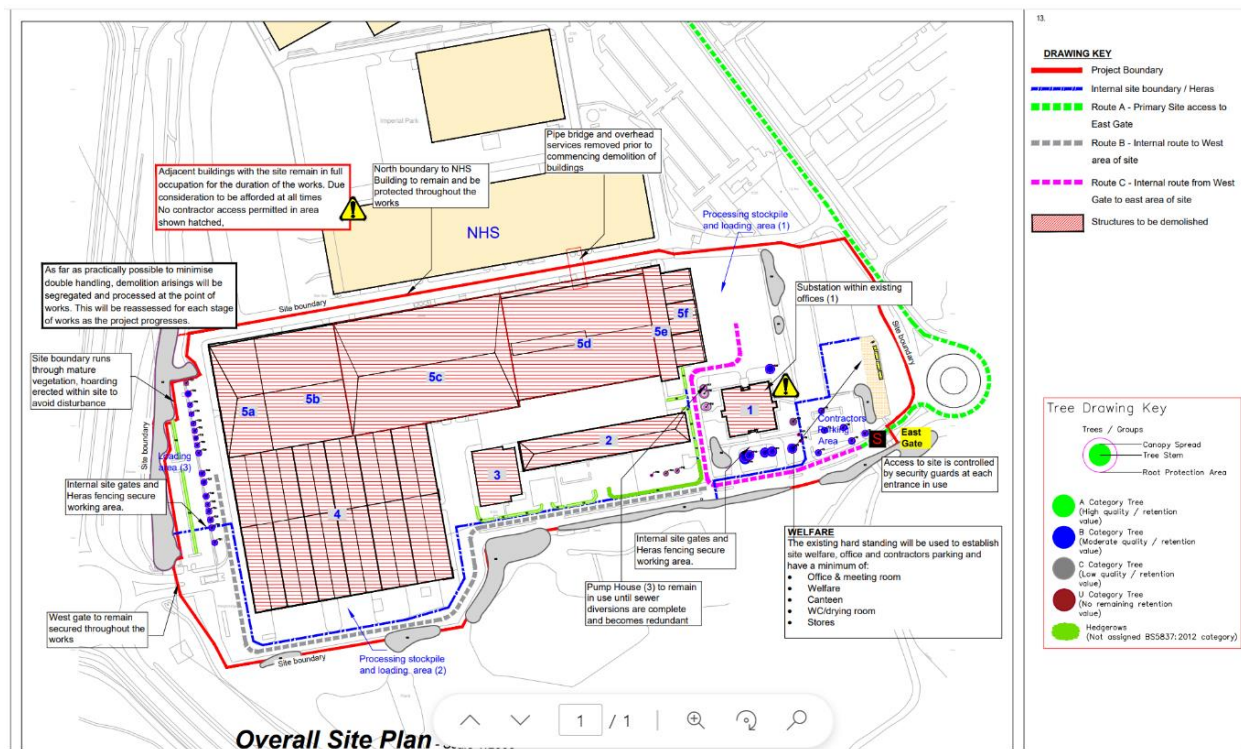 13.
DRAWING KEY
Project Boundary
Internal site boundary / Heras
Route A - Primary Site access to
East Gate
Route B - Internal route to West
area of site
Route C - Internal route from West
Gate to east area of site
Structures to be demolished
Imperial Park
Pipe bridge and overhead
services removed prior to
commencing demolition of
buildings
Adjacent buildings with the site remain in full
occupation for the duration of the works. Due
consideration to be afforded at all times
No contractor access permitted in area
shown hatched,
North boundary to NHS
Building to remain and be
protected throughout the
works
NHS
Processing stockpile
and loading area (1)
As far as practically possible to minimise
double handling, demolition arisings will be
segregated and processed at the point of
works. This will be reassessed for each stage
of works as the project progresses.
Site boundary
Substation within existing
offices (1)
Site boundary
5f
5e
5d
5c
5b
5a
Site boundary runs
through mature
vegetation, hoarding
erected within site to
avoid disturbance
Site boundary
Loading
area (3)
1
2
3
4
Contractors
Parking
Area
S
East
Gate
Access to site is controlled
by security guards at each
entrance in use
Internal site gates and
Heras fencing secure
working area.
Internal site gates and
Heras fencing secure
working area.
WELFARE
The existing hard standing will be used to establish
site welfare, office and contractors parking and
have a minimum of:
• Office & meeting room
• Welfare
• Canteen
• WC/drying room
• Stores
Pump House (3) to remain
in use until sewer
diversions are complete
and becomes redundant
West gate to remain
secured throughout the
works
Site boundary
Processing stockpile
and loading area (2)
Tree Drawing Key
Trees / Groups
Canopy Spread
Tree Stem
Root Protection Area
A Category Tree
(High quality / retention
value)
B Category Tree
(Moderate quality / retention
value)
C Category Tree
(Low quality / retention
value)
U Category Tree
(No remaining retention
value)
Hedgerows
(Not assigned BS5837:2012 category)
1 / 1
Overall Site Plan -